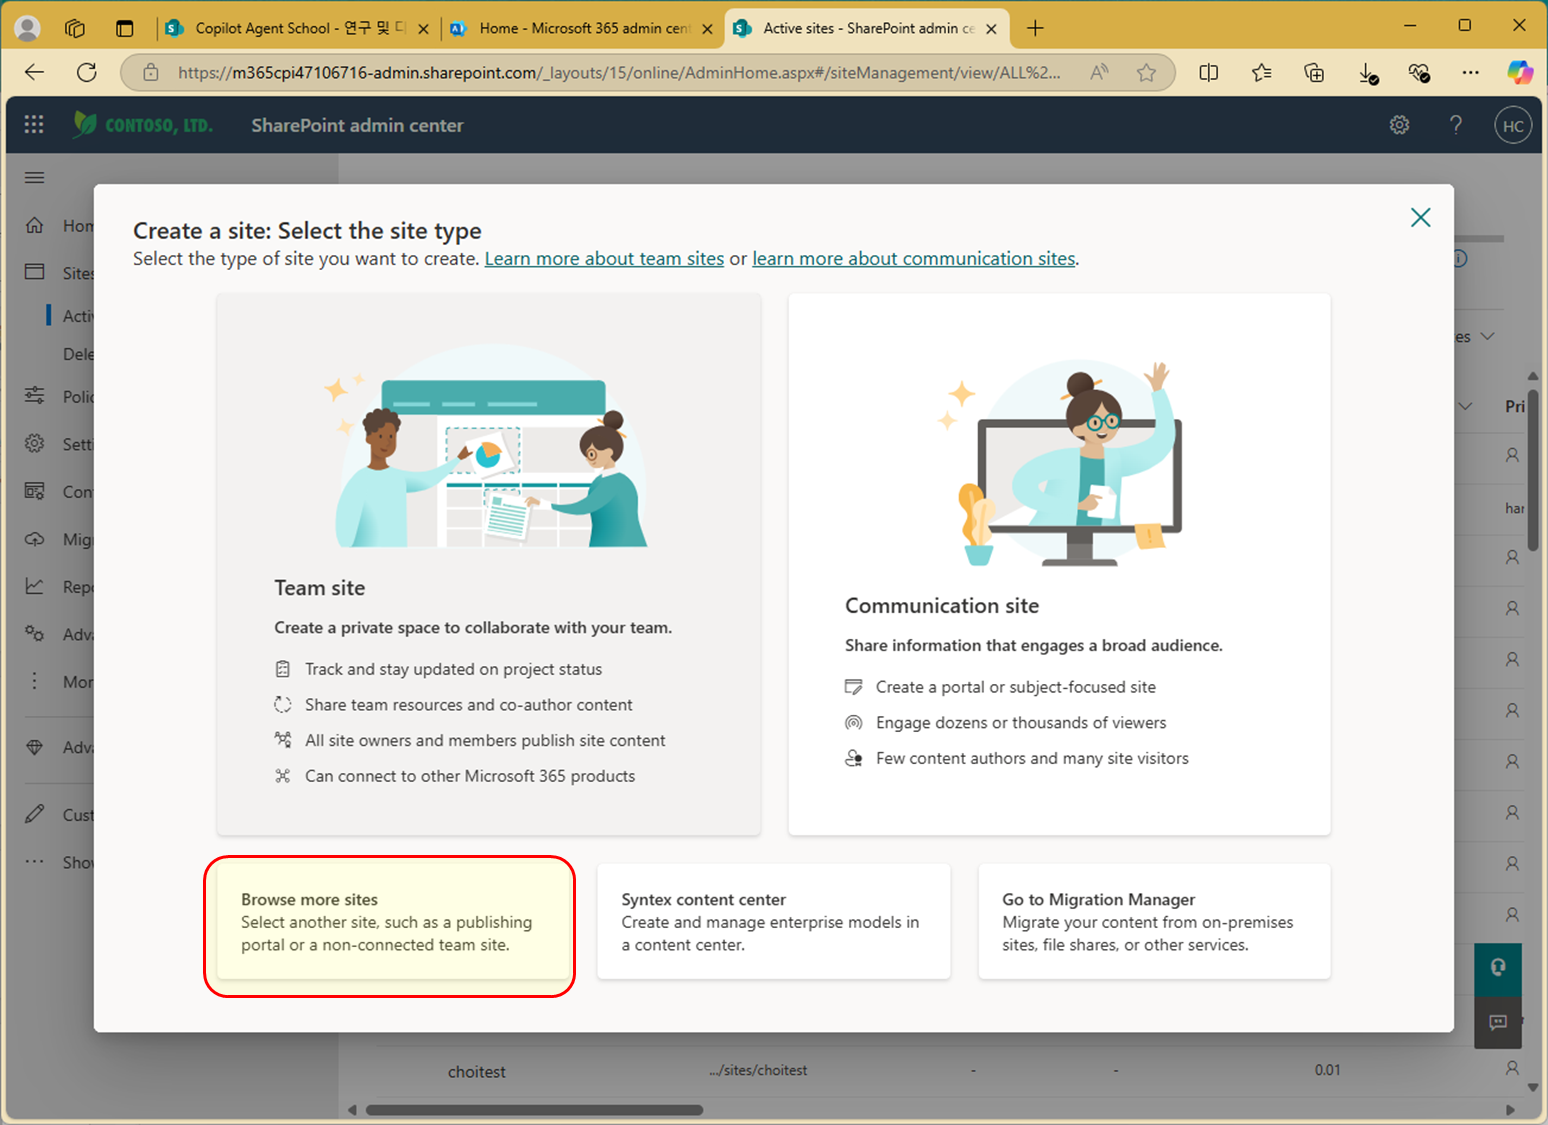 Copilot Agent School - 연구 및
Home - Microsoft 365 admin cent
Active sites - SharePoint admin ce
https://m365cpi47106716-admin.sharepoint.com/_layouts/15/online/AdminHome.aspx#/siteManagement/view/ALL%2...
CONTOSO, LTD.
SharePoint admin center
HC
Create a site: Select the site type
Select the type of site you want to create. Learn more about team sites or learn more about communication sites.
Hom
Sites
Activ
Dele
Polic
Setti
Con
Migr
Repo
Adva
Mor
Adva
Cust
Show
es
Pri
har
Team site
Create a private space to collaborate with your team.
Track and stay updated on project status
Share team resources and co-author content
All site owners and members publish site content
Can connect to other Microsoft 365 products
Communication site
Share information that engages a broad audience.
Create a portal or subject-focused site
Engage dozens or thousands of viewers
Few content authors and many site visitors
Browse more sites
Select another site, such as a publishing
portal or a non-connected team site.
Syntex content center
Create and manage enterprise models in
a content center.
Go to Migration Manager
Migrate your content from on-premises
sites, file shares, or other services.
choitest
.../sites/choitest
-
-
0.01